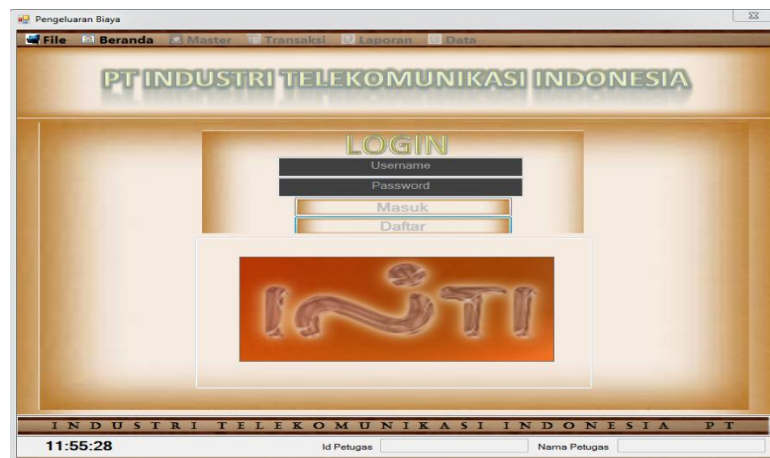 Pengeluaran Biaya
File Beranda Master Transaksi Laporan Data
PT INDUSTRI TELEKOMUNIKASI INDONESIA
LOGIN
Username
Password
Masuk
Daftar
INTI
INDUSTRI TELEKOMUNIKASI INDONESIA PT
11:55:28 Id Petugas Nama Petugas